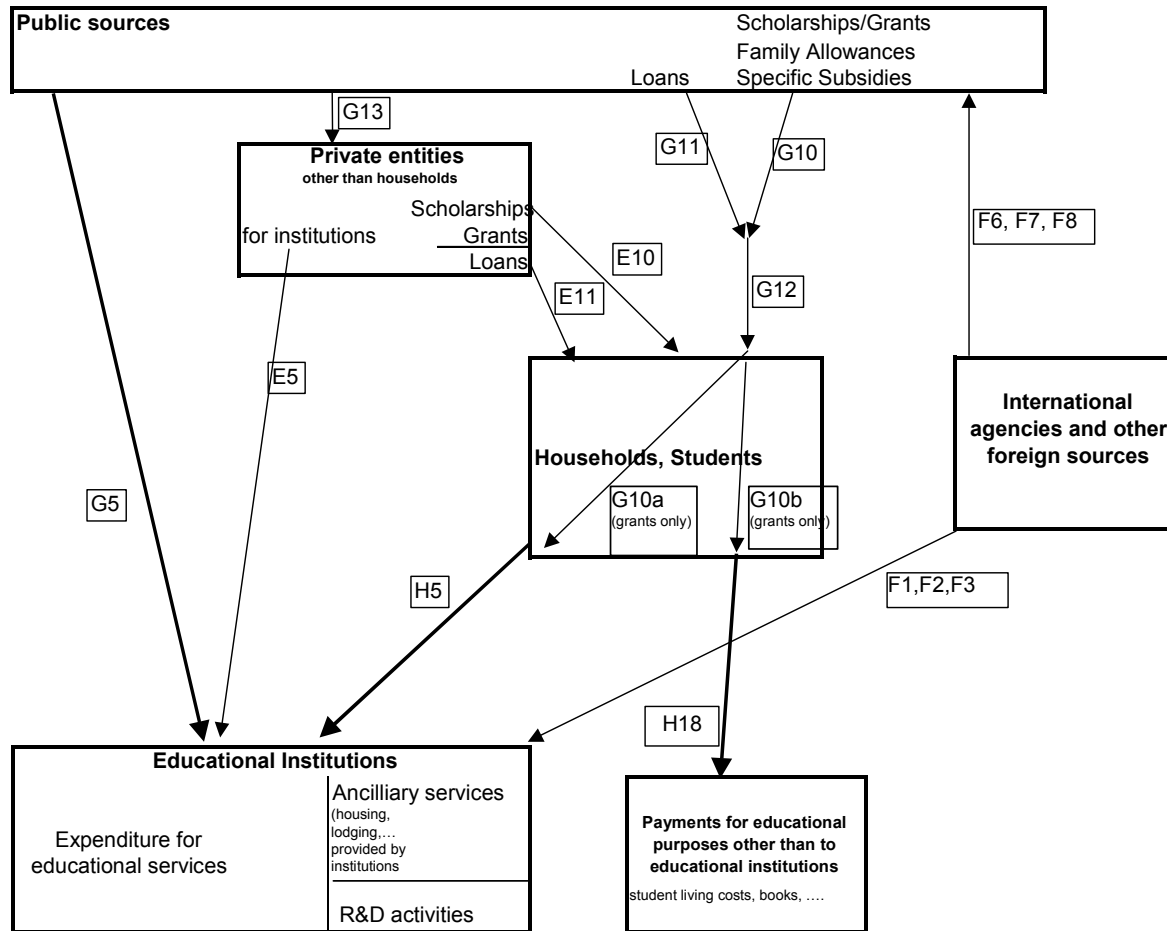 Public sources
Scholarships/Grants
Family Allowances
Loans
Specific Subsidies
G13
G11
G10
Private entities
other than households
Scholarships
for institutions
Grants
Loans
F6, F7, F8
E10
E11
G12
E5
International
agencies and other
foreign sources
Households, Students
G5
G10a
(grants only)
G10b
(grants only)
H5
F1,F2,F3
H18
Educational Institutions
Ancilliary services
(housing,
lodging,...
provided by
institutions
Expenditure for
educational services
R&D activities
Payments for educational
purposes other than to
educational institutions
student living costs, books, ....